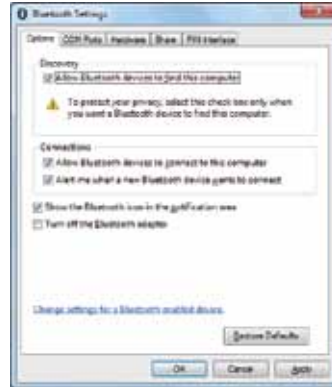 Bluetooth Settings
Options COM Ports Hardware Share PIM Interface
Discovery
Allow Bluetooth devices to find this computer
To protect your privacy, select this check box only when
you want a Bluetooth device to find this computer.
Connections
Allow Bluetooth devices to connect to this computer
Alert me when a new Bluetooth device wants to connect
Show the Bluetooth icon in the notification area
Turn off the Bluetooth adapter
Change settings for a Bluetooth enabled device.
Restore Defaults
OK Cancel Apply